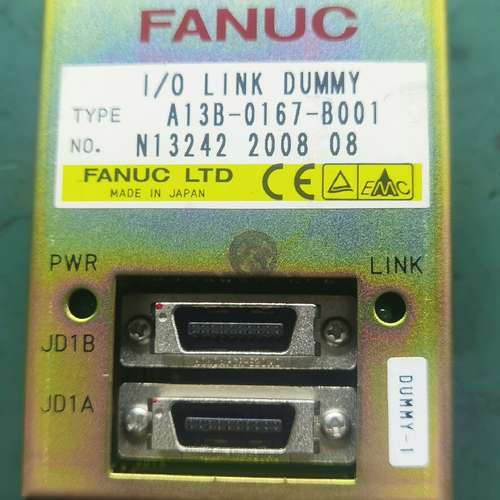 FANUC
I/O LINK DUMMY
TYPE A13B-0167-B001
NO. N13242 2008 08
FANUC LTD
MADE IN JAPAN
CE
EMC
PWR
LINK
JD1B
JD1A
DUMMY-1